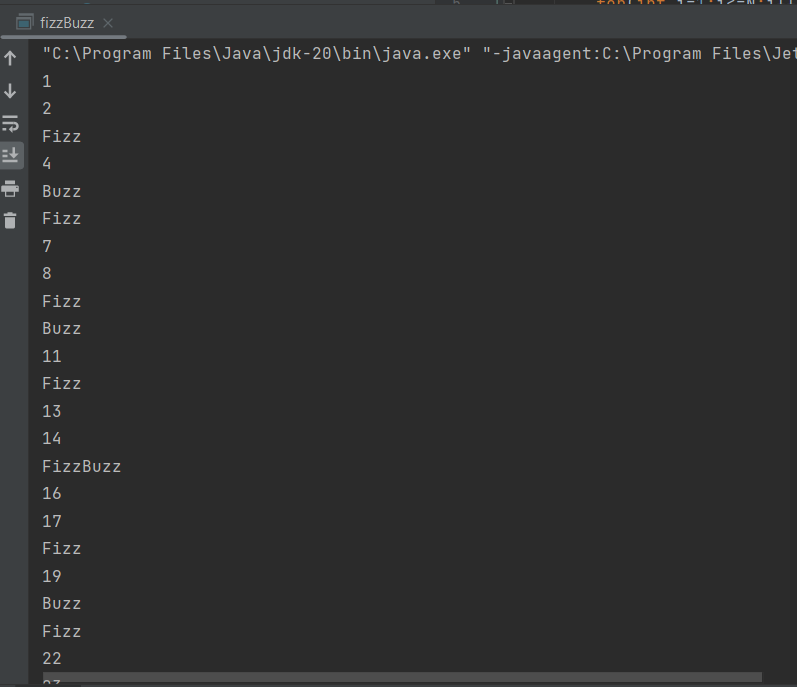 fizzBuzz
"C:\Program Files\Java\jdk-20\bin\java.exe" "-javaagent:C:\Program Files\Jet
1
2
Fizz
4
Buzz
Fizz
7
8
Fizz
Buzz
11
Fizz
13
14
FizzBuzz
16
17
Fizz
19
Buzz
Fizz
22